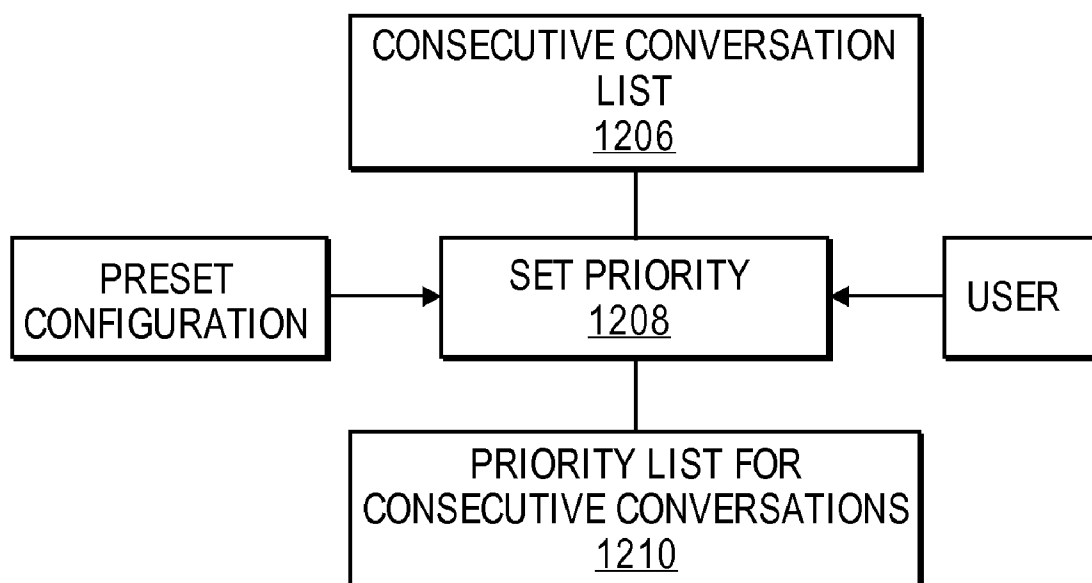 CONSECUTIVE CONVERSATION
LIST
1206
PRESET
CONFIGURATION
SET PRIORITY
1208
USER
PRIORITY LIST FOR
CONSECUTIVE CONVERSATIONS
1210